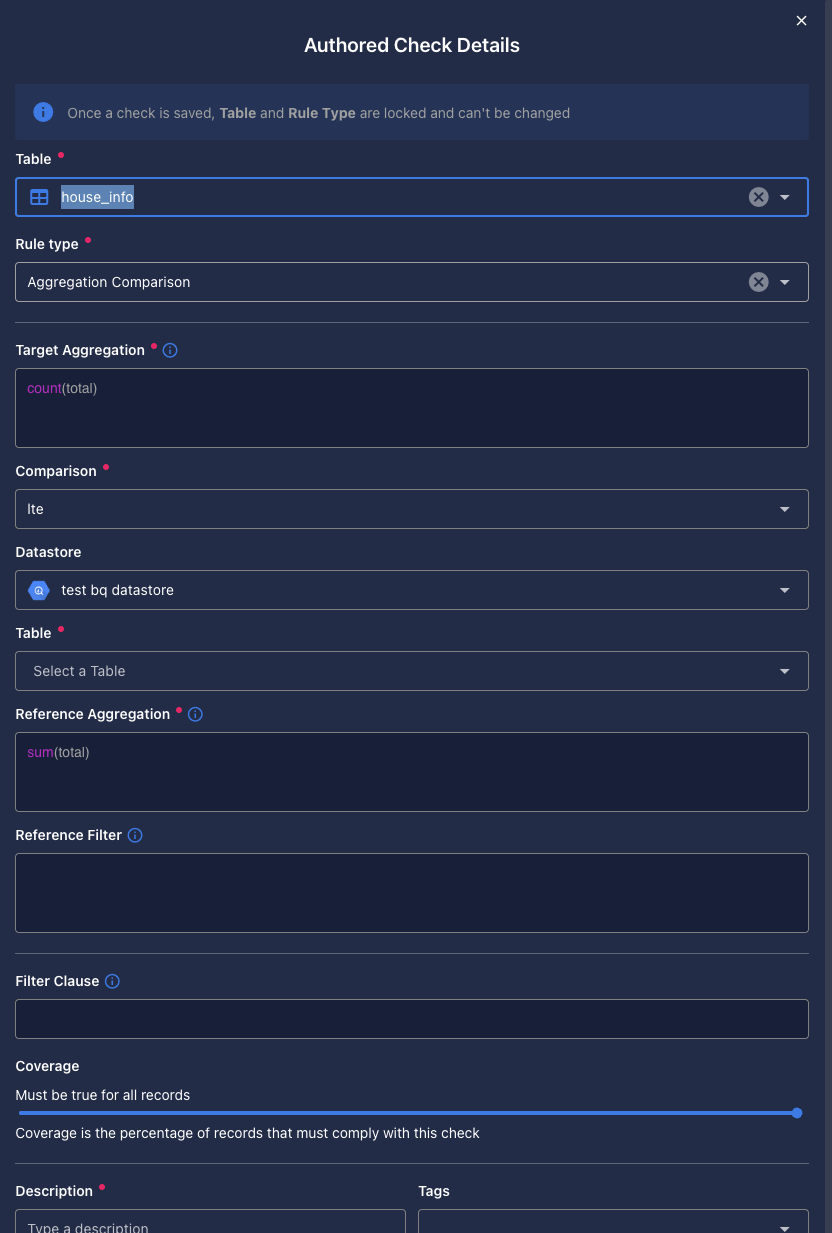 Authored Check Details
Once a check is saved, Table and Rule Type are locked and can't be changed
Table
house_info
Rule type
Aggregation Comparison
Target Aggregation
count(total)
Comparison
lte
Datastore
test bq datastore
Table
Select a Table
Reference Aggregation
sum(total)
Reference Filter
Filter Clause
Coverage
Must be true for all records
Coverage is the percentage of records that must comply with this check
Description
Tags
Type a description